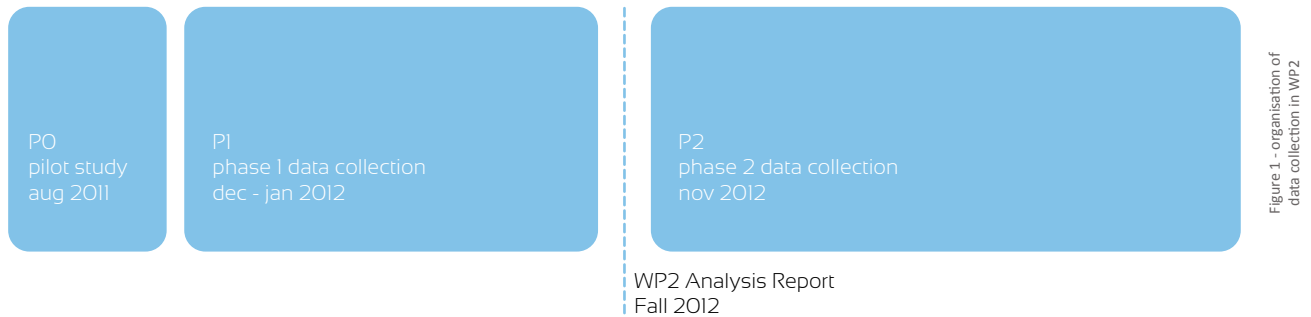 P0
pilot study
aug 2011
P1
phase 1 data collection
dec - jan 2012
P2
phase 2 data collection
nov 2012
WP2 Analysis Report
Fall 2012
Figure 1 - organisation of
data collection in WP2